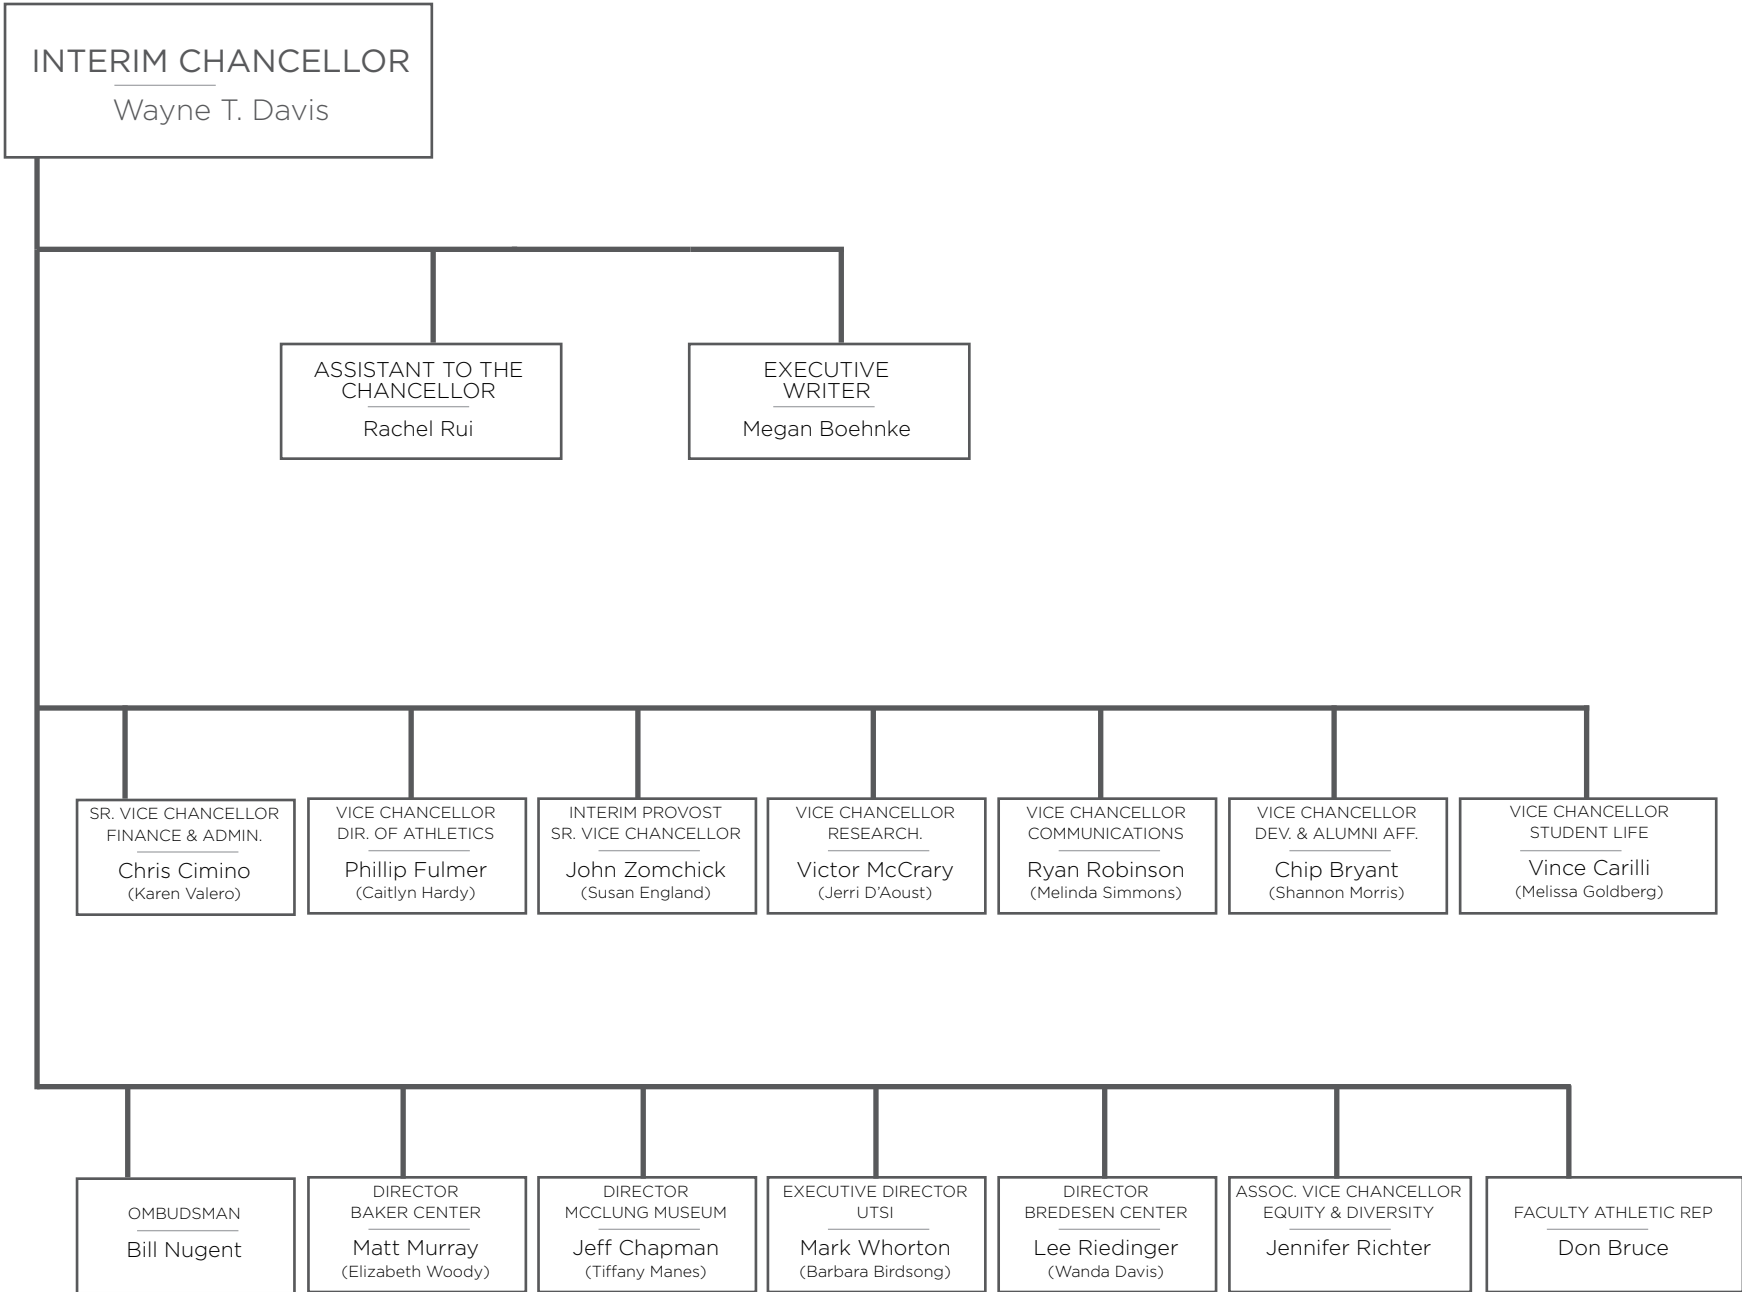 INTERIM CHANCELLOR
Wayne T. Davis
ASSISTANT TO THE
CHANCELLOR
Rachel Rui
EXECUTIVE
WRITER
Megan Boehnke
SR. VICE CHANCELLOR
FINANCE & ADMIN.
Chris Cimino
(Karen Valero)
VICE CHANCELLOR
DIR. OF ATHLETICS
Phillip Fulmer
(Caitlyn Hardy)
INTERIM PROVOST
SR. VICE CHANCELLOR
John Zomchick
(Susan England)
VICE CHANCELLOR
RESEARCH.
Victor McCrary
(Jerri D'Aoust)
VICE CHANCELLOR
COMMUNICATIONS
Ryan Robinson
(Melinda Simmons)
VICE CHANCELLOR
DEV. & ALUMNI AFF.
Chip Bryant
(Shannon Morris)
VICE CHANCELLOR
STUDENT LIFE
Vince Carilli
(Melissa Goldberg)
OMBUDSMAN
Bill Nugent
DIRECTOR
BAKER CENTER
Matt Murray
(Elizabeth Woody)
DIRECTOR
MCCLUNG MUSEUM
Jeff Chapman
(Tiffany Manes)
EXECUTIVE DIRECTOR
UTSI
Mark Whorton
(Barbara Birdsong)
DIRECTOR
BREDESEN CENTER
Lee Riedinger
(Wanda Davis)
ASSOC. VICE CHANCELLOR
EQUITY & DIVERSITY
Jennifer Richter
FACULTY ATHLETIC REP
Don Bruce